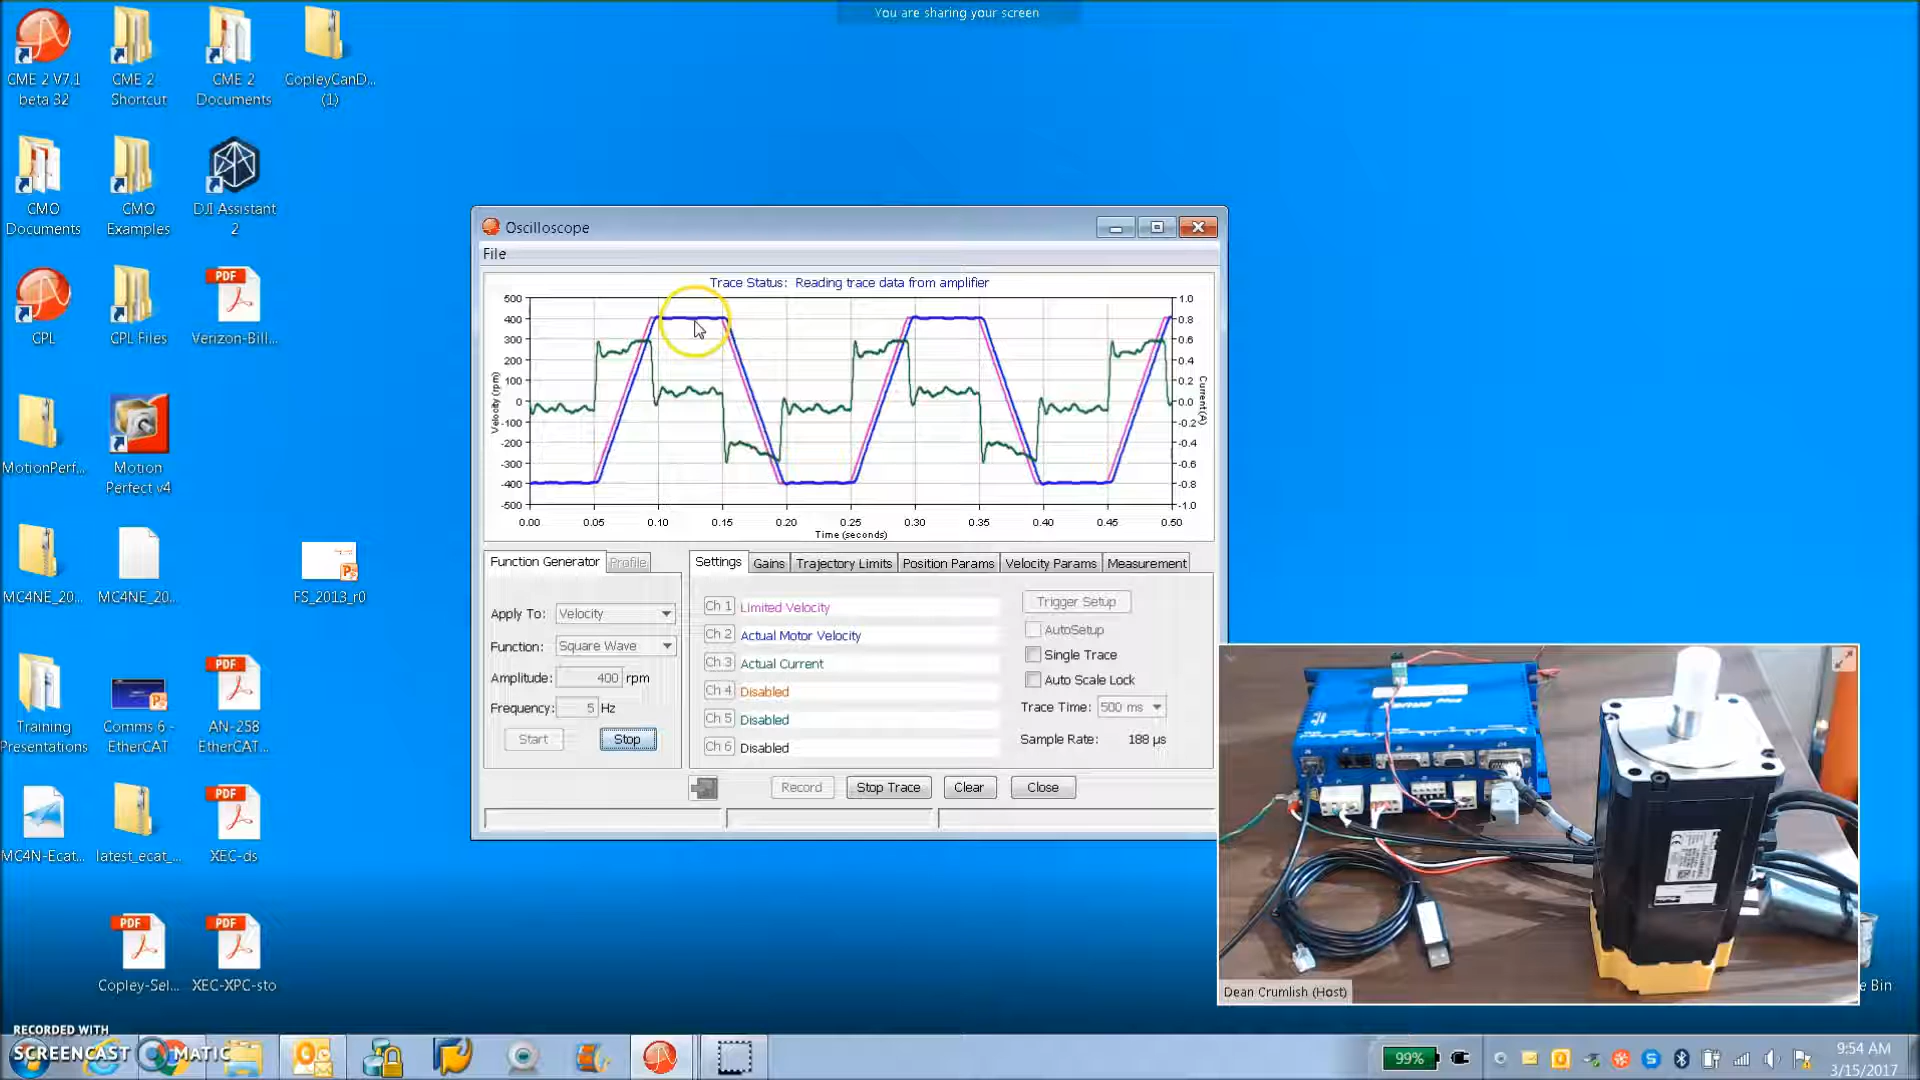 You are sharing your screen
CME 2 V7.1
beta 32
CME 2
Shortcut
CME 2
Documents
CopleyCanD...
(1)
CMO
Documents
CMO
Examples
DJI Assistant
2
CPL
CPL Files
PDF
Verizon-Bill...
MotionPerf...
Motion
Perfect v4
MC4NE_20...
MC4NE_20...
FS_2013_r0
Training
Presentations
Comms 6 -
EtherCAT
PDF
AN-258
EtherCAT...
MC4N-Ecat...
latest_ecat_...
PDF
XEC-ds
PDF
Copley-Sel...
PDF
XEC-XPC-sto
Oscilloscope
File
Trace Status: Reading trace data from amplifier
500
400
300
200
100
0
-100
-200
-300
-400
-500
Velocity (rpm)
1.0
0.8
0.6
0.4
0.2
0.0
-0.2
-0.4
-0.6
-0.8
-1.0
Current(A)
0.00 0.05 0.10 0.15 0.20 0.25 0.30 0.35 0.40 0.45 0.50
Time (seconds)
Function Generator Profile
Apply To: Velocity
Function: Square Wave
Amplitude: 400 rpm
Frequency: 5 Hz
Start Stop
Settings Gains Trajectory Limits Position Params Velocity Params Measurement
Ch 1 Limited Velocity
Ch 2 Actual Motor Velocity
Ch 3 Actual Current
Ch 4 Disabled
Ch 5 Disabled
Ch 6 Disabled
Trigger Setup
AutoSetup
Single Trace
Auto Scale Lock
Trace Time: 500 ms
Sample Rate: 188 µs
Record Stop Trace Clear Close
Dean Crumlish (Host)
e Bin
RECORDED WITH
SCREENCAST MATIC
99%
9:54 AM
3/15/2017